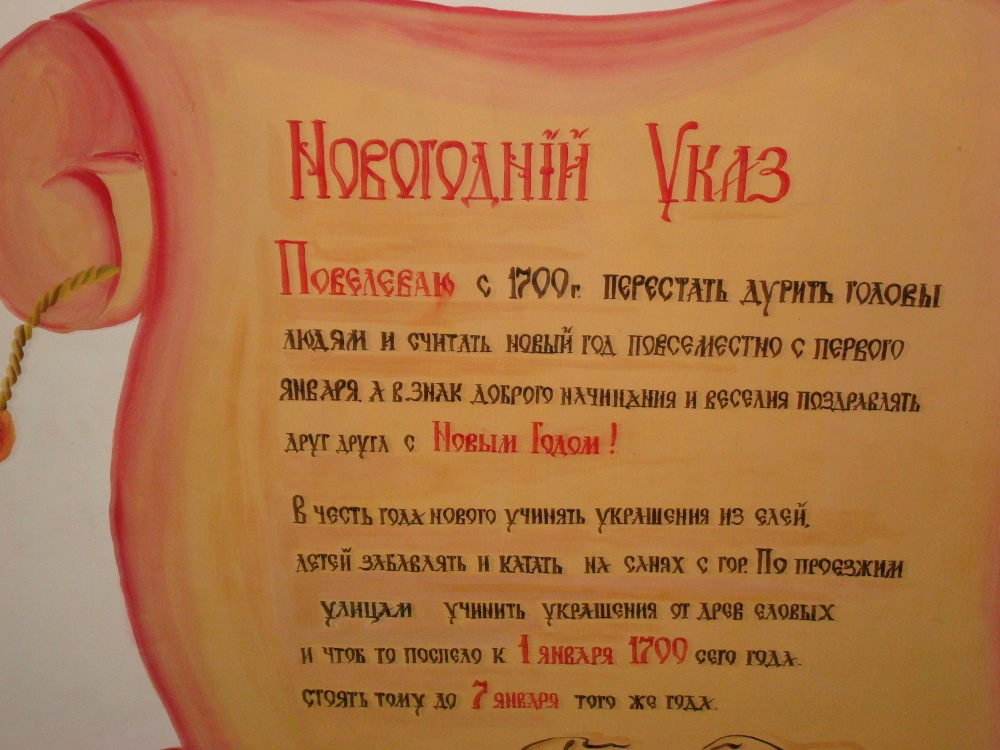 Новогоднiй Указ
Повелеваю с 1700г. перестать дурить головы
людям и считать новый год повсеместно с первого
января. а в.знак доброго начинания и веселия поздравлять
друг друга с Новым Годом!
В честь года нового учинять украшения из елей,
детей забавлять и катать на санях с гор. По проезжим
улицам учинить украшения от древ еловых
и чтоб то поспело к 1 января 1700 сего года.
стоять тому до 7 января того же года.